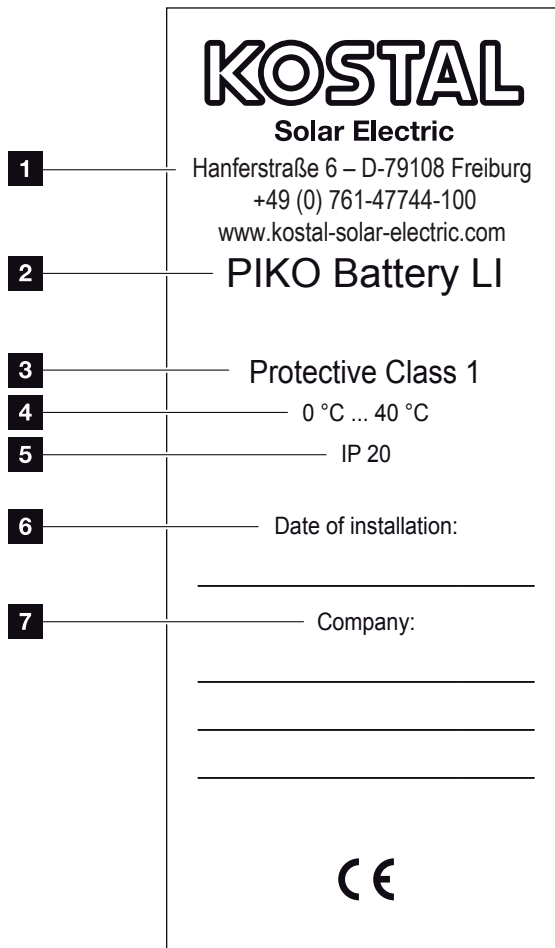 KOSTAL
Solar Electric
1 Hanferstraße 6 – D-79108 Freiburg
+49 (0) 761-47744-100
www.kostal-solar-electric.com
2 PIKO Battery LI
3 Protective Class 1
4 0 °C ... 40 °C
5 IP 20
6 Date of installation:
7 Company:
CE